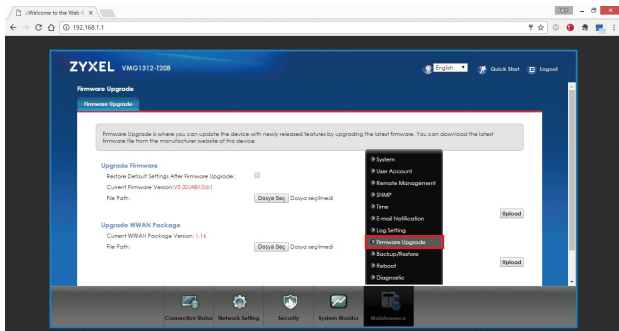 ::Welcome to the Web-
192.168.1.1
ZYXEL VMG1312-T20B
English
Quick Start
Logout
Firmware Upgrade
Firmware Upgrade
Firmware Upgrade is where you can update the device with newly released features by upgrading the latest firmware. You can download the latest
firmware file from the manufacturer website of this device.
Upgrade Firmware
Restore Default Settings After Firmware Upgrade:
Current Firmware Version:
File Path: Dosya Seç Dosya seçilmedi
Upload
Upgrade WWAN Package
Current WWAN Package Version: 1.16
File Path: Dosya Seç Dosya seçilmedi
Upload
System
User Account
Remote Management
SNMP
Time
E-mail Notification
Log Setting
Firmware Upgrade
Backup/Restore
Reboot
Diagnostic
Connection Status
Network Setting
Security
System Monitor
Maintenance